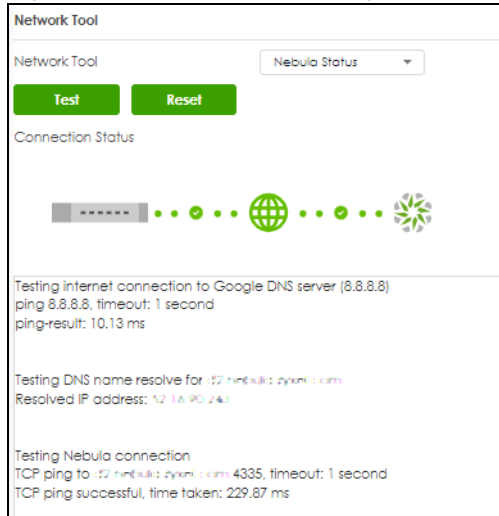 Network Tool
Network Tool
Nebula Status
Test
Reset
Connection Status
Testing internet connection to Google DNS server (8.8.8.8)
ping 8.8.8.8, timeout: 1 second
ping-result: 10.13 ms
Testing DNS name resolve for
Resolved IP address:
Testing Nebula connection
TCP ping to 4335, timeout: 1 second
TCP ping successful, time taken: 229.87 ms